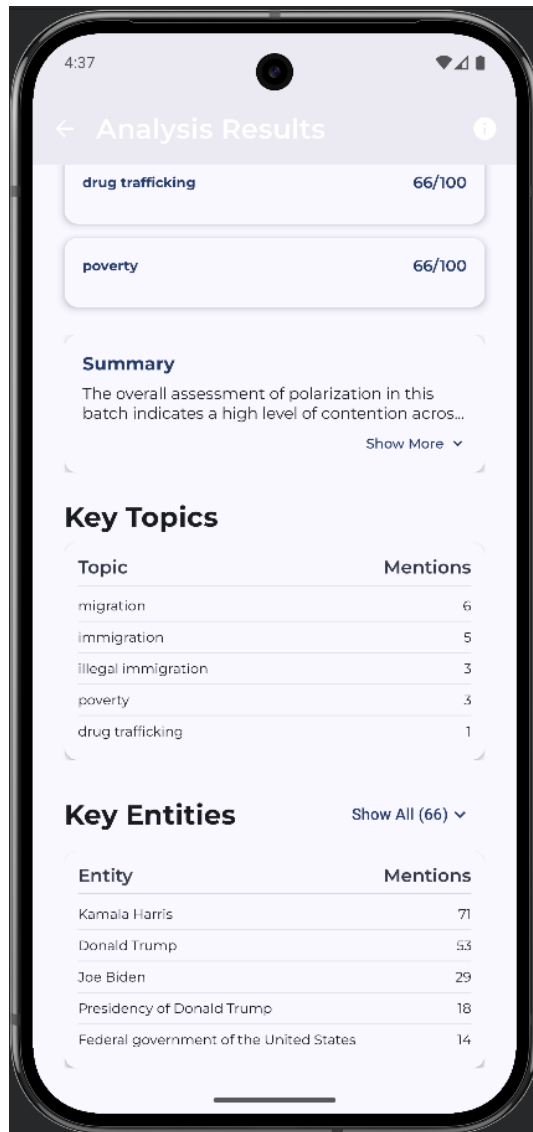 4:37
Analysis Results
drug trafficking 66/100
poverty 66/100
Summary
The overall assessment of polarization in this
batch indicates a high level of contention acros...
Show More
Key Topics
Topic Mentions
migration 6
immigration 5
illegal immigration 3
poverty 3
drug trafficking 1
Key Entities Show All (66)
Entity Mentions
Kamala Harris 71
Donald Trump 53
Joe Biden 29
Presidency of Donald Trump 18
Federal government of the United States 14